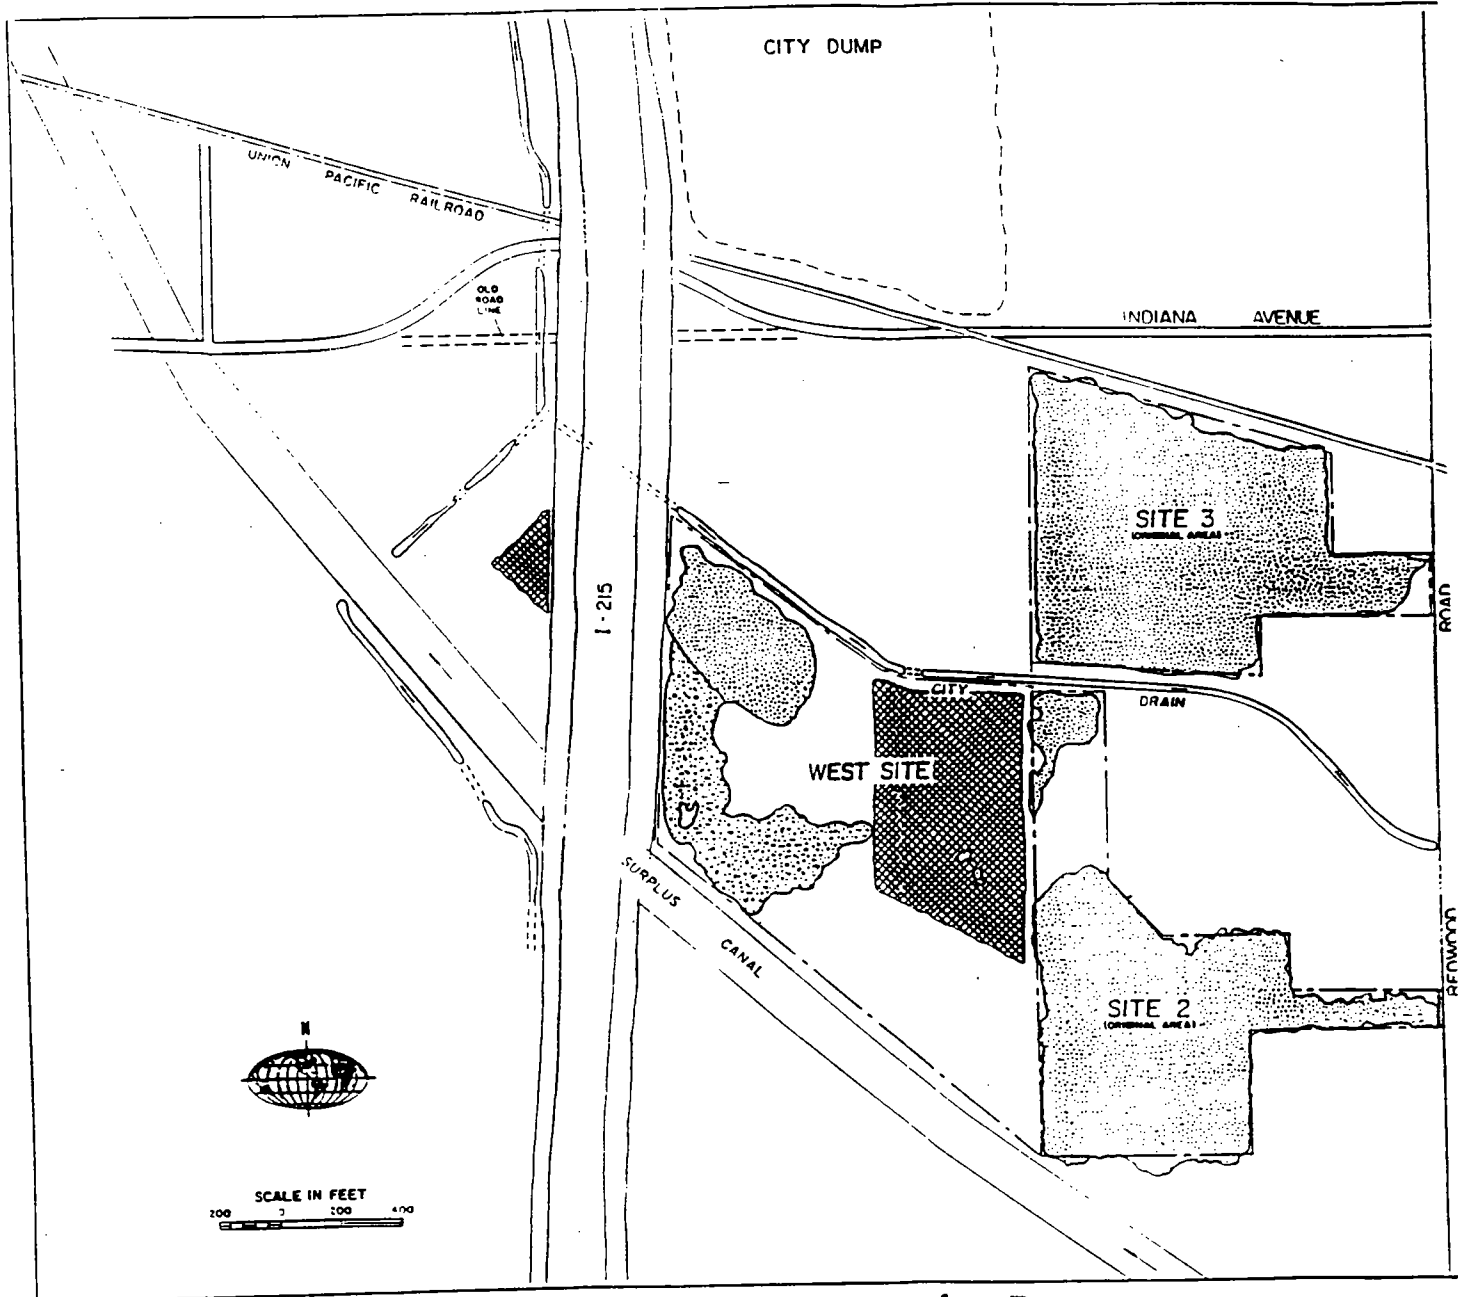 CITY DUMP
UNION PACIFIC RAILROAD
OLD
ROAD
LINE
INDIANA AVENUE
SITE 3
(ORIGINAL AREA)
I-215
ROAD
CITY DRAIN
WEST SITE
SURPLUS CANAL
REDWOOD
SITE 2
(ORIGINAL AREA)
N
SCALE IN FEET
200 0 200 400